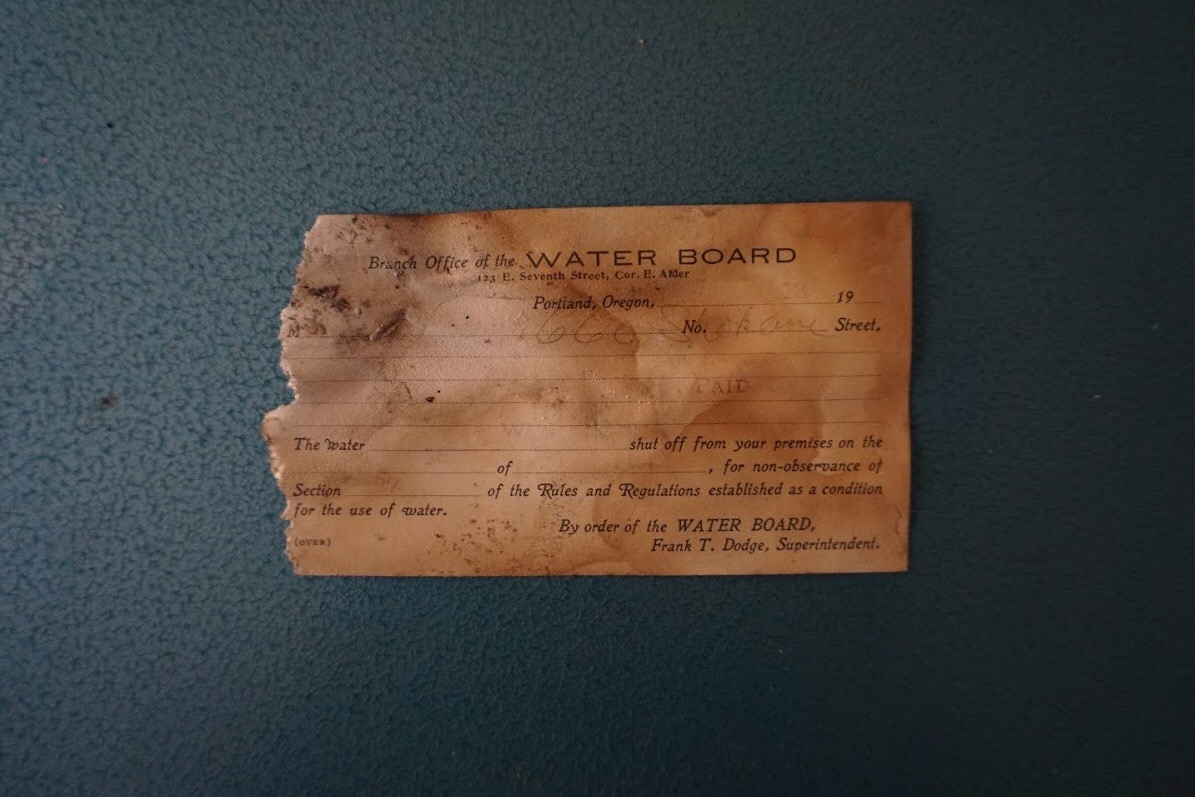 Branch Office of the WATER BOARD
123 E. Seventh Street, Cor. E. Alder
Portland, Oregon, 19
M 666 No. Spokane Street,
PAID
The water shut off from your premises on the
of , for non-observance of
Section of the Rules and Regulations established as a condition
for the use of water.
By order of the WATER BOARD,
(OVER) Frank T. Dodge, Superintendent.